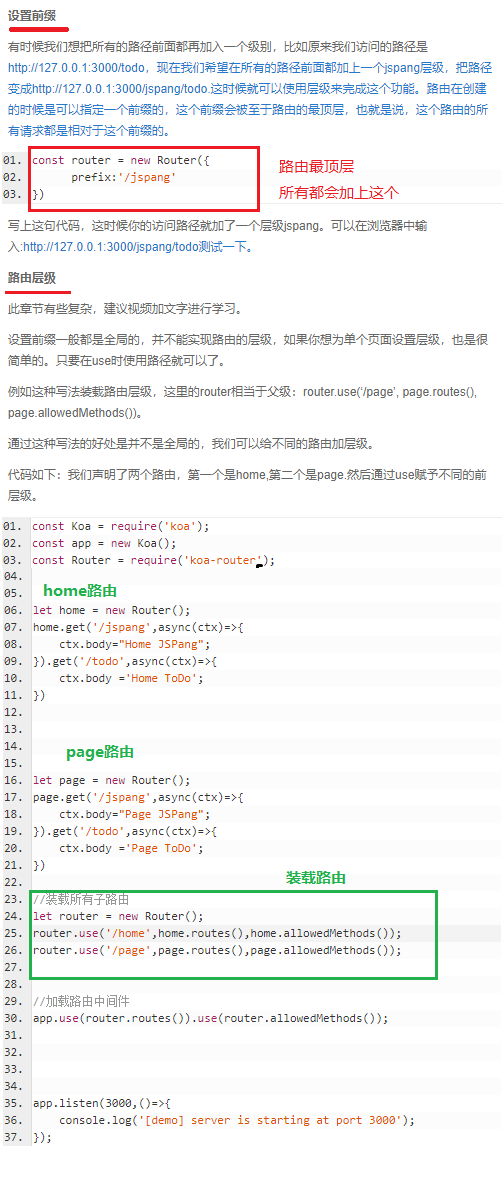 设置前缀
有时候我们想把所有的路径前面都再加入一个级别，比如原来我们访问的路径是
http://127.0.0.1:3000/todo，现在我们希望在所有的路径前面都加上一个jspang层级，把路径
变成http://127.0.0.1:3000/jspang/todo.这时候就可以使用层级来完成这个功能。路由在创建
的时候是可以指定一个前缀的，这个前缀会被至于路由的最顶层，也就是说，这个路由的所
有请求都是相对于这个前缀的。
01. const router = new Router({
02. prefix:'/jspang'
03. })
路由最顶层
所有都会加上这个
写上这句代码，这时候你的访问路径就加了一个层级jspang。可以在浏览器中输
入:http://127.0.0.1:3000/jspang/todo测试一下。
路由层级
此章节有些复杂，建议视频加文字进行学习。
设置前缀一般都是全局的，并不能实现路由的层级，如果你想为单个页面设置层级，也是很
简单的。只要在use时使用路径就可以了。
例如这种写法装载路由层级，这里的router相当于父级：router.use('/page', page.routes(),
page.allowedMethods())。
通过这种写法的好处是并不是全局的，我们可以给不同的路由加层级。
代码如下：我们声明了两个路由，第一个是home,第二个是page.然后通过use赋予不同的前
层级。
01. const Koa = require('koa');
02. const app = new Koa();
03. const Router = require('koa-router');
04.
05. home路由
06. let home = new Router();
07. home.get('/jspang',async(ctx)=>{
08. ctx.body="Home JSPang";
09. }).get('/todo',async(ctx)=>{
10. ctx.body ='Home ToDo';
11. })
12.
13.
14. page路由
15.
16. let page = new Router();
17. page.get('/jspang',async(ctx)=>{
18. ctx.body="Page JSPang";
19. }).get('/todo',async(ctx)=>{
20. ctx.body ='Page ToDo';
21. })
22. 装载路由
23. //装载所有子路由
24. let router = new Router();
25. router.use('/home',home.routes(),home.allowedMethods());
26. router.use('/page',page.routes(),page.allowedMethods());
27.
28.
29. //加载路由中间件
30. app.use(router.routes()).use(router.allowedMethods());
31.
32.
33.
34.
35. app.listen(3000,()=>{
36. console.log('[demo] server is starting at port 3000');
37. });